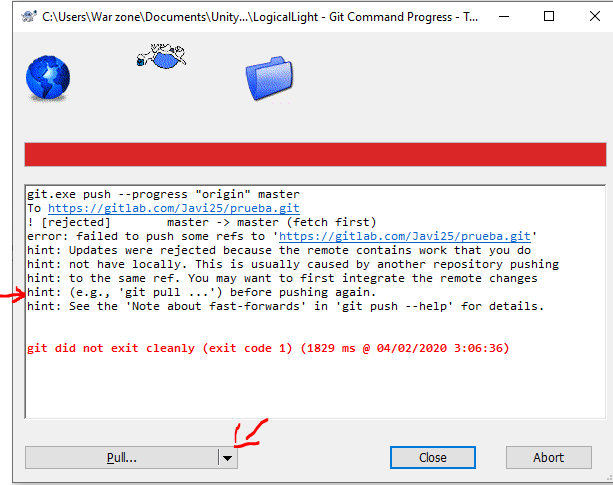 C:\Users\War zone\Documents\Unity...\LogicalLight - Git Command Progress - T...
git.exe push --progress "origin" master
To https://gitlab.com/Javi25/prueba.git
! [rejected]        master -> master (fetch first)
error: failed to push some refs to 'https://gitlab.com/Javi25/prueba.git'
hint: Updates were rejected because the remote contains work that you do
hint: not have locally. This is usually caused by another repository pushing
hint: to the same ref. You may want to first integrate the remote changes
hint: (e.g., 'git pull ...') before pushing again.
hint: See the 'Note about fast-forwards' in 'git push --help' for details.
git did not exit cleanly (exit code 1) (1829 ms @ 04/02/2020 3:06:36)
Pull...
Close
Abort